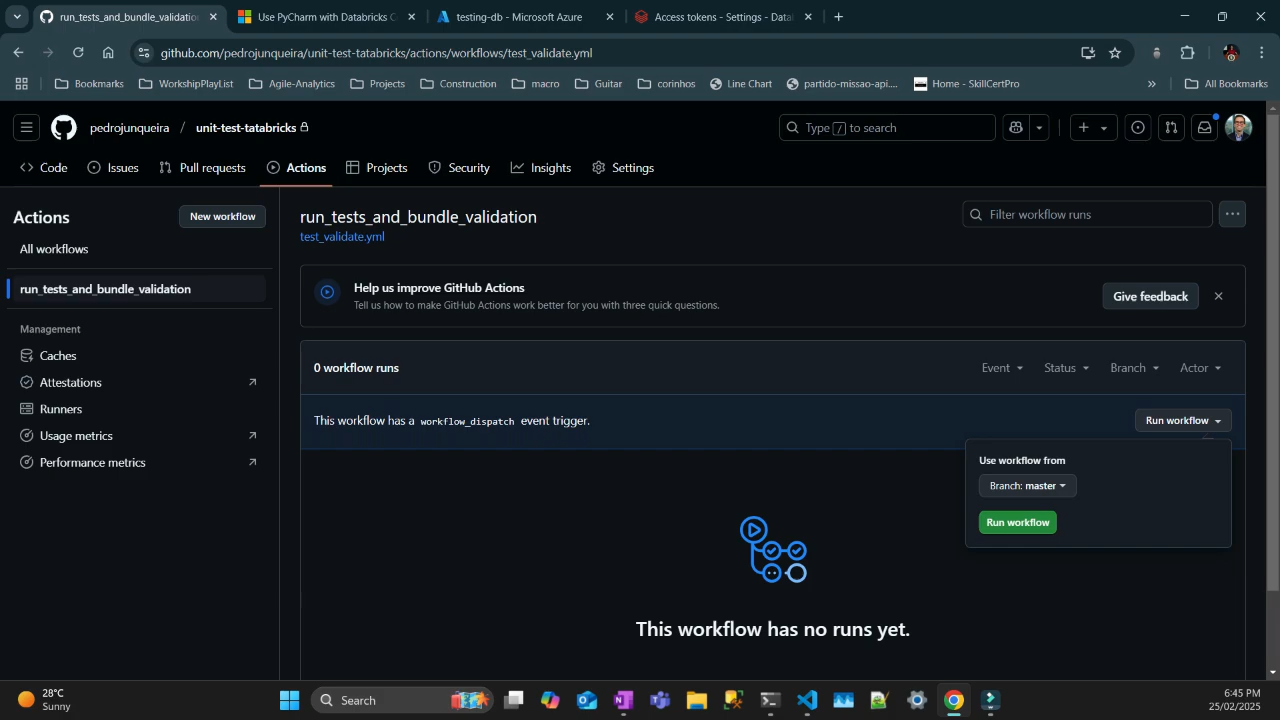 run_tests_and_bundle_validation
Use PyCharm with Databricks C
testing-db - Microsoft Azure
Access tokens - Settings - Datal
github.com/pedrojunqueira/unit-test-tatabricks/actions/workflows/test_validate.yml
Bookmarks
WorkshipPlayList
Agile-Analytics
Projects
Construction
macro
Guitar
corinhos
Line Chart
partido-missao-api....
Home - SkillCertPro
»
All Bookmarks
pedrojunqueira / unit-test-tatabricks
Type / to search
Code
Issues
Pull requests
Actions
Projects
Security
Insights
Settings
Actions
New workflow
run_tests_and_bundle_validation
Filter workflow runs
test_validate.yml
All workflows
run_tests_and_bundle_validation
Help us improve GitHub Actions
Tell us how to make GitHub Actions work better for you with three quick questions.
Give feedback
Management
Caches
Attestations
Runners
Usage metrics
Performance metrics
0 workflow runs
Event
Status
Branch
Actor
This workflow has a workflow_dispatch event trigger.
Run workflow
Use workflow from
Branch: master
Run workflow
This workflow has no runs yet.
28°C
Sunny
Search
6:45 PM
25/02/2025